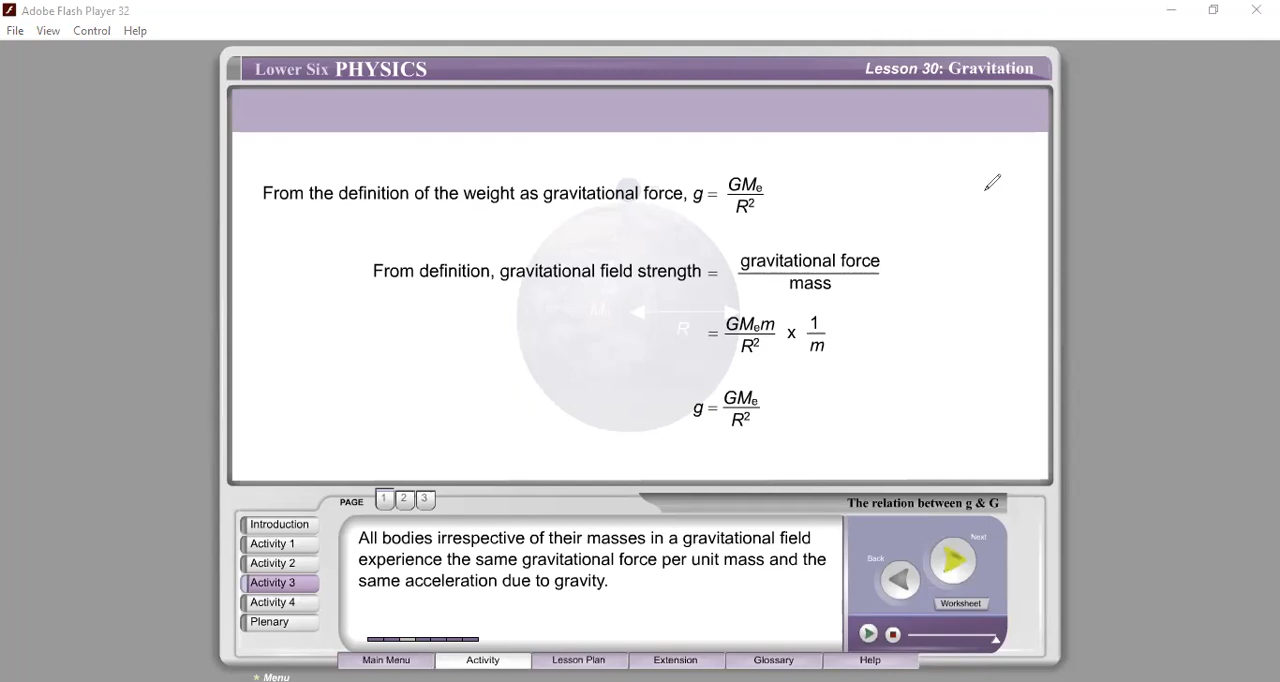 Adobe Flash Player 32
File View Control Help
Lower Six PHYSICS
Lesson 30: Gravitation
From the definition of the weight as gravitational force, g = GMe/R²
From definition, gravitational field strength = gravitational force/mass
= GMem/R² x 1/m
g = GMe/R²
R
PAGE 1 2 3
The relation between g & G
Introduction
Activity 1
Activity 2
Activity 3
Activity 4
Plenary
All bodies irrespective of their masses in a gravitational field
experience the same gravitational force per unit mass and the
same acceleration due to gravity.
Next
Back
Worksheet
Main Menu Activity Lesson Plan Extension Glossary Help
Menu